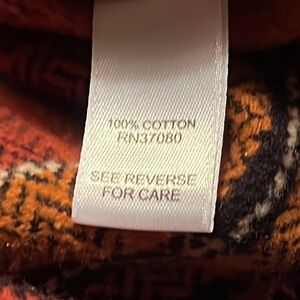 100% COTTON
RN37080
SEE REVERSE
FOR CARE